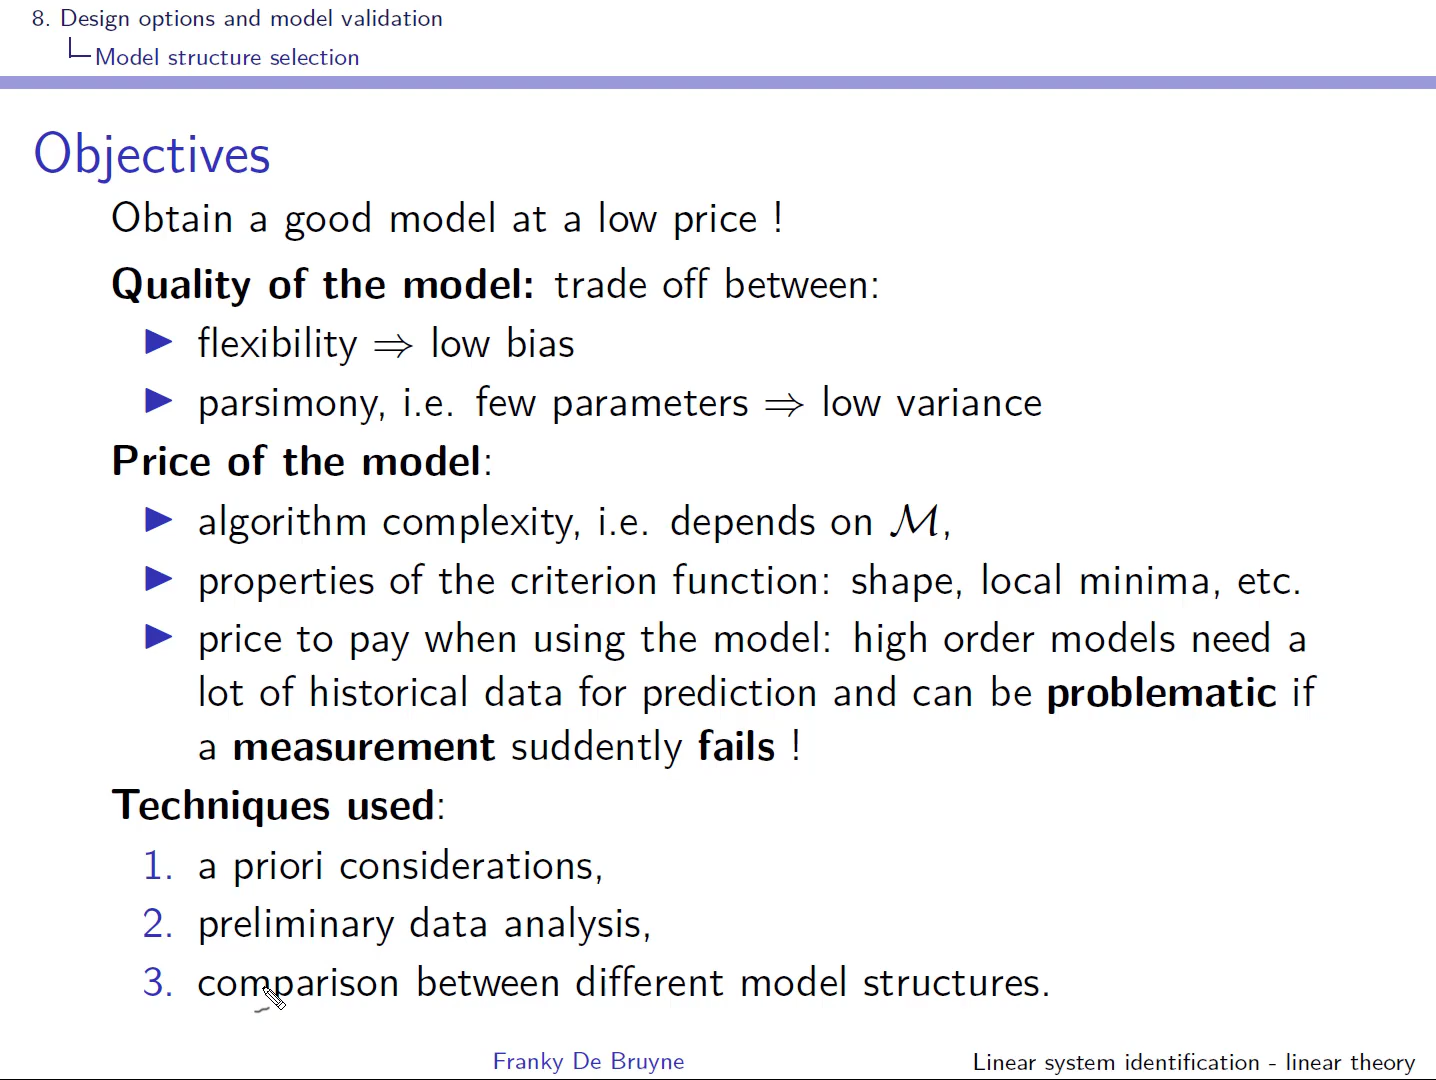 8. Design options and model validation
Model structure selection
Objectives
Obtain a good model at a low price !
Quality of the model: trade off between:
▶ flexibility ⇒ low bias
▶ parsimony, i.e. few parameters ⇒ low variance
Price of the model:
▶ algorithm complexity, i.e. depends on ℳ,
▶ properties of the criterion function: shape, local minima, etc.
▶ price to pay when using the model: high order models need a
lot of historical data for prediction and can be problematic if
a measurement suddently fails !
Techniques used:
1. a priori considerations,
2. preliminary data analysis,
3. comparison between different model structures.
Franky De Bruyne
Linear system identification - linear theory